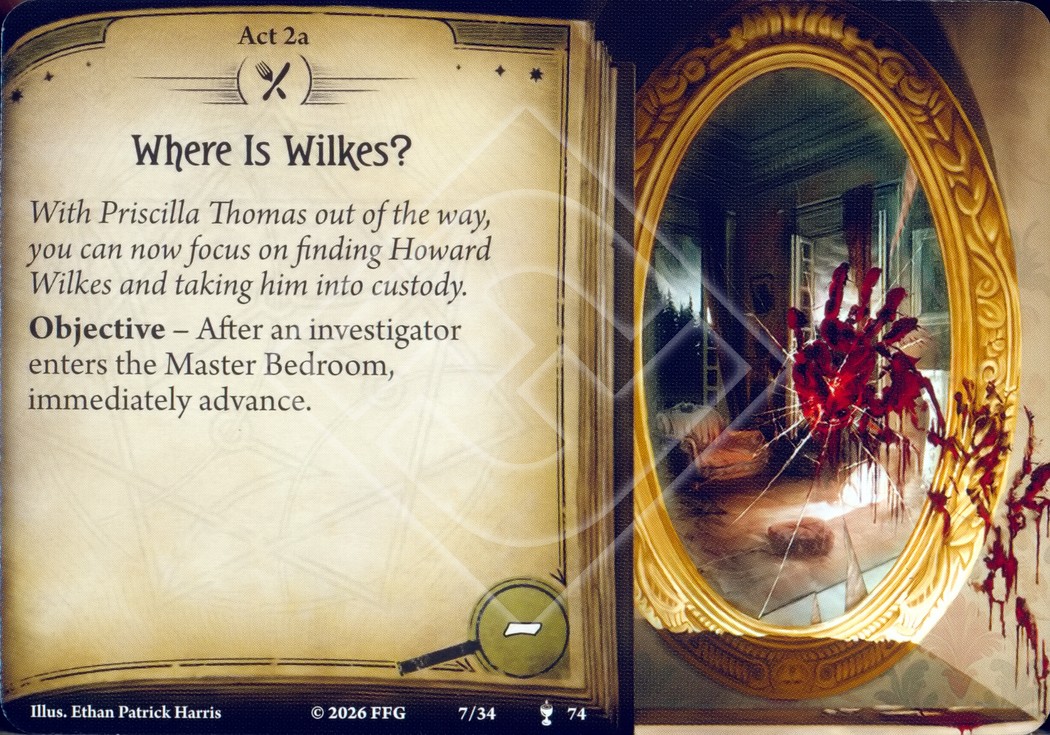 Act 2a
Where Is Wilkes?
With Priscilla Thomas out of the way,
you can now focus on finding Howard
Wilkes and taking him into custody.
Objective – After an investigator
enters the Master Bedroom,
immediately advance.
–
Illus. Ethan Patrick Harris © 2026 FFG 7/34 74